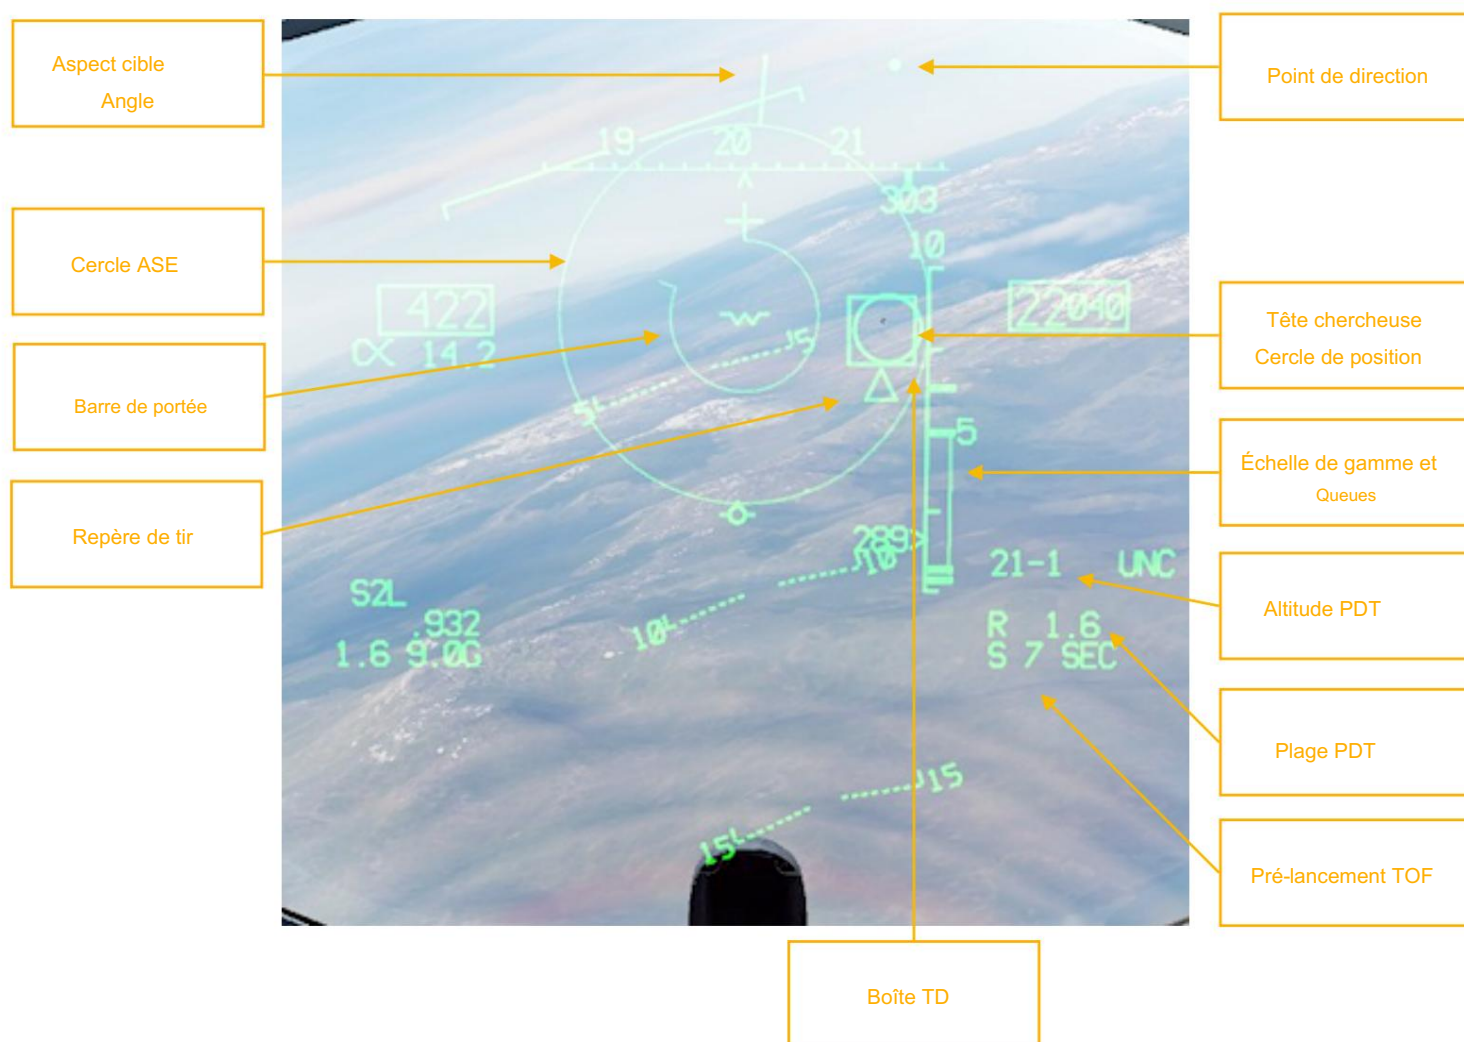 Aspect cible
Angle
Point de direction
19 20 21
303
Cercle ASE
10
422
22040
Tête chercheuse
Cercle de position
α 14.2
5 5
Barre de portée
5
Échelle de gamme et
Queues
Repère de tir
289>
10 10
21-1 UNC
S2L
.932
1.6 9.0G
R 1.6
S 7 SEC
Altitude PDT
Plage PDT
15 15
Pré-lancement TOF
Boîte TD